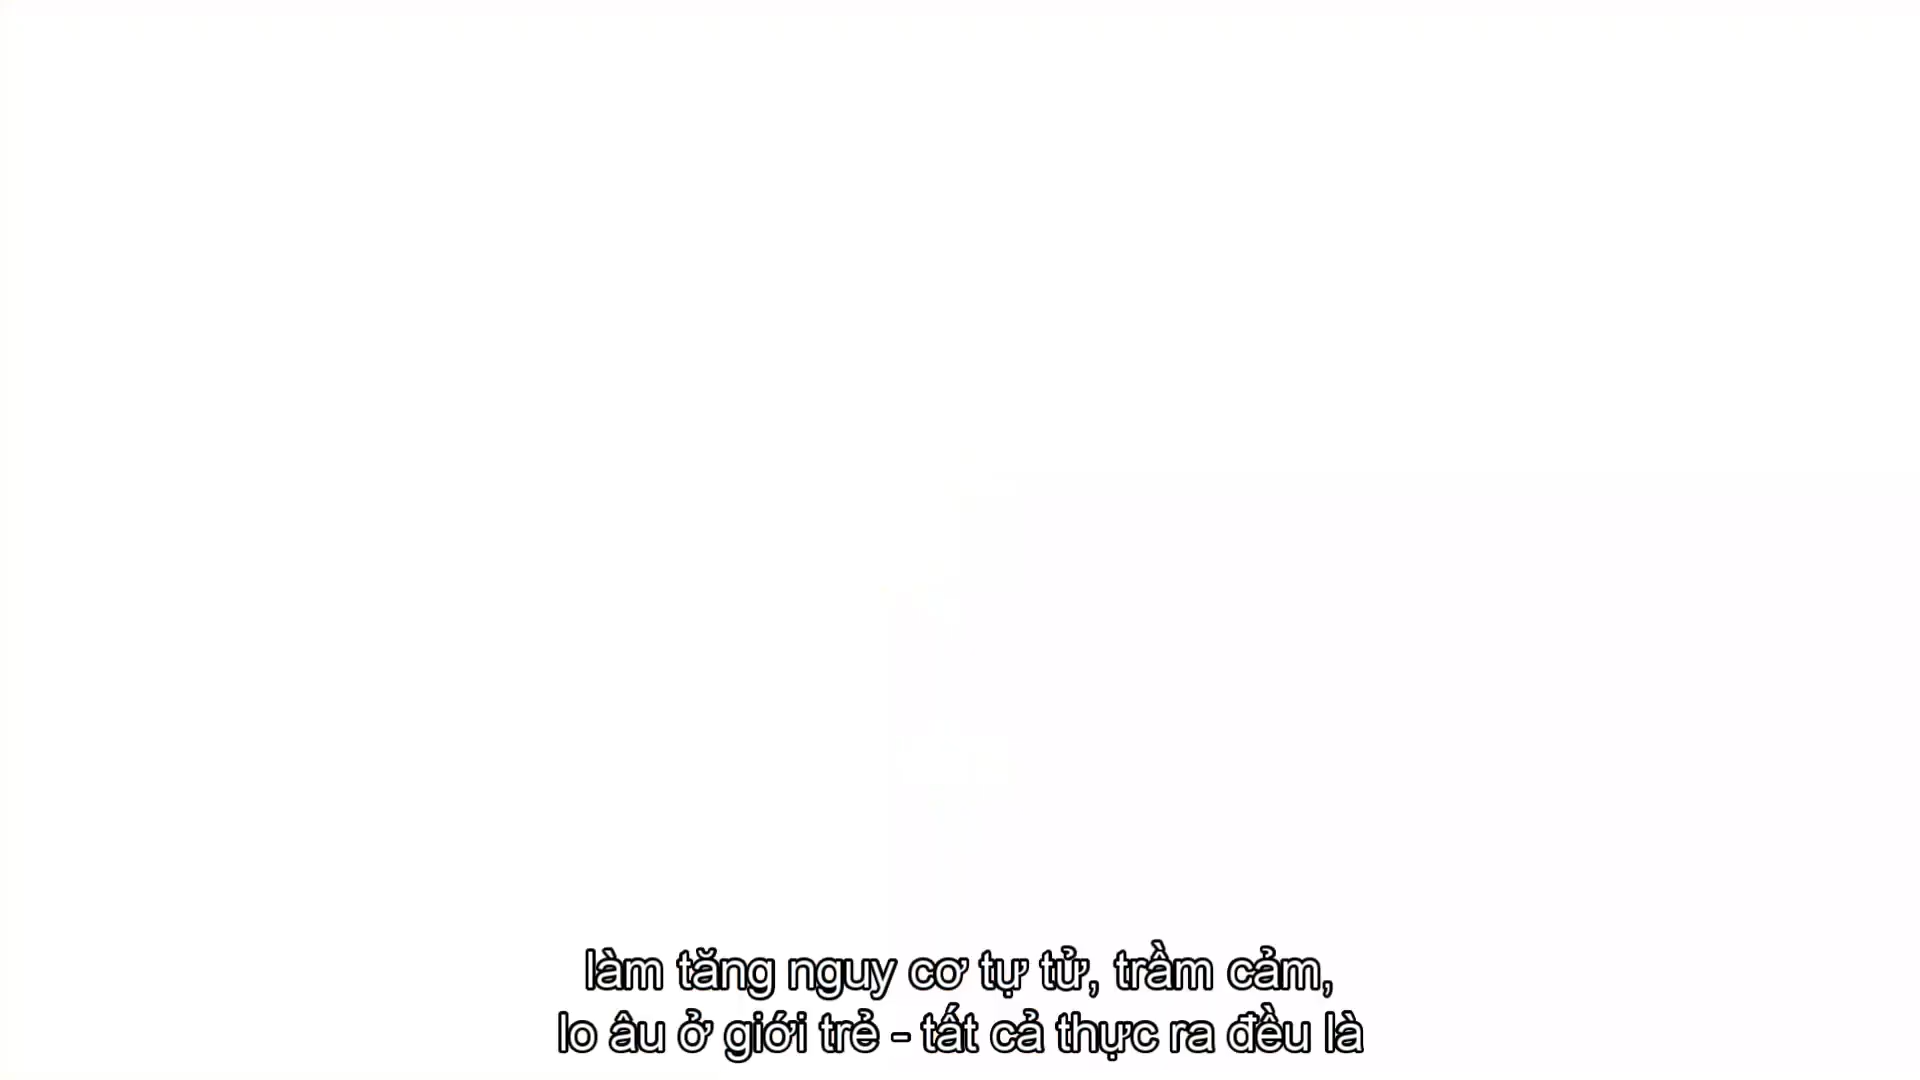 làm tăng nguy cơ tự tử, trầm cảm,
lo âu ở giới trẻ - tất cả thực ra đều là